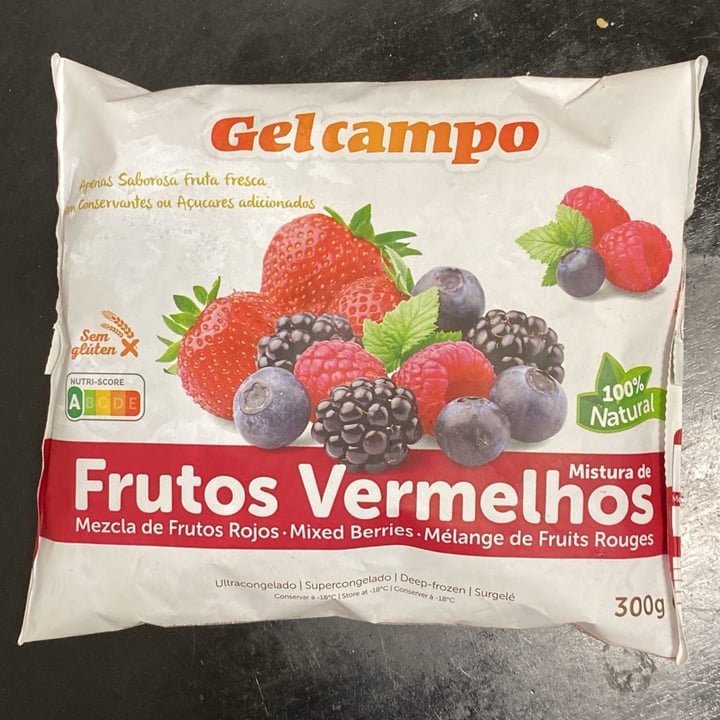 Gelcampo
Apenas Saborosa fruta fresca
Conservantes ou Açucares adicionados
Sem
glúten
NUTRI-SCORE
A B C D E
100%
Natural
Mistura de
Frutos Vermelhos
Mezcla de Frutos Rojos · Mixed Berries · Mélange de Fruits Rouges
Ultracongelado | Supercongelado | Deep-frozen | Surgelé
Conservar a -18°C | Store at -18°C | Conserver à -18°C
300g